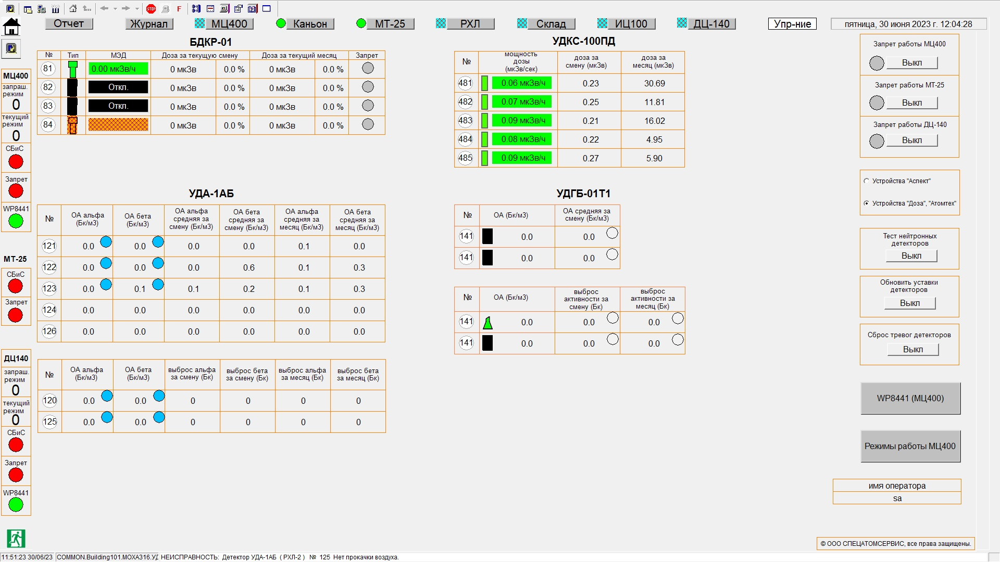 STOP F
Отчет Журнал МЦ400 Каньон МТ-25 РХЛ Склад ИЦ100 ДЦ-140 Упр-ние пятница, 30 июня 2023 г. 12:04:28
БДКР-01
№ Тип МЭД Доза за текущую смену Доза за текущий месяц Запрет
81 0.00 мкЗв/ч 0 мкЗв 0.0 % 0 мкЗв 0.0 %
82 Откл. 0 мкЗв 0.0 % 0 мкЗв 0.0 %
83 Откл. 0 мкЗв 0.0 % 0 мкЗв 0.0 %
84 0 мкЗв 0.0 % 0 мкЗв 0.0 %
УДКС-100ПД
№ мощность дозы (мкЗв/сек) доза за смену (мкЗв) доза за месяц (мкЗв)
481 0.06 мкЗв/ч 0.23 30.69
482 0.07 мкЗв/ч 0.25 11.81
483 0.09 мкЗв/ч 0.21 16.02
484 0.08 мкЗв/ч 0.22 4.95
485 0.09 мкЗв/ч 0.27 5.90
МЦ400
запраш. режим
0
текущий режим
0
СБиС
Запрет
WP8441
МТ-25
СБиС
Запрет
ДЦ140
запраш. режим
0
текущий режим
0
СБиС
Запрет
WP8441
УДА-1АБ
№ ОА альфа (Бк/м3) ОА бета (Бк/м3) ОА альфа средняя за смену (Бк/м3) ОА бета средняя за смену (Бк/м3) ОА альфа средняя за месяц (Бк/м3) ОА бета средняя за месяц (Бк/м3)
121 0.0 0.0 0.0 0.0 0.1 0.0
122 0.0 0.0 0.0 0.6 0.1 0.3
123 0.0 0.1 0.1 0.2 0.1 0.3
124 0.0 0.0 0.0 0.0 0.0 0.0
126 0.0 0.0 0.0 0.0 0.0 0.0
№ ОА альфа (Бк/м3) ОА бета (Бк/м3) выброс альфа за смену (Бк) выброс бета за смену (Бк) выброс альфа за месяц (Бк) выброс бета за месяц (Бк)
120 0.0 0.0 0 0 0 0
125 0.0 0.0 0 0 0 0
УДГБ-01Т1
№ ОА (Бк/м3) ОА средняя за смену (Бк/м3)
141 0.0 0.0
141 0.0 0.0
№ ОА (Бк/м3) выброс активности за смену (Бк) выброс активности за месяц (Бк)
141 0.0 0.0 0.0
141 0.0 0.0 0.0
Запрет работы МЦ400
Выкл
Запрет работы МТ-25
Выкл
Запрет работы ДЦ-140
Выкл
Устройства "Аспект"
Устройства "Доза", "Атомтех"
Тест нейтронных детекторов
Выкл
Обновить уставки детекторов
Выкл
Сброс тревог детекторов
Выкл
WP8441 (МЦ400)
Режимы работы МЦ400
имя оператора
sa
© ООО СПЕЦАТОМСЕРВИС, все права защищены.
11:51:23 30/06/23 COMMON.Building101.MOXA316.УД НЕИСПРАВНОСТЬ: Детектор УДА-1АБ ( РХЛ-2 ) № 125 Нет прокачки воздуха.